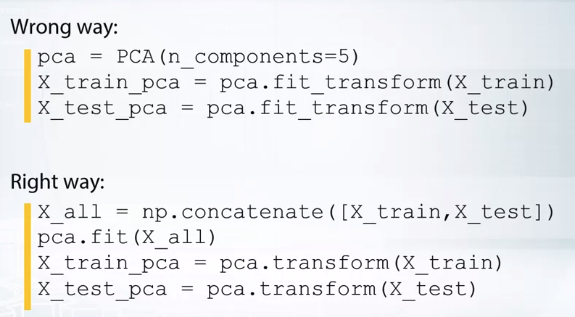 Wrong way:
pca = PCA(n_components=5)
X_train_pca = pca.fit_transform(X_train)
X_test_pca = pca.fit_transform(X_test)
Right way:
X_all = np.concatenate([X_train,X_test])
pca.fit(X_all)
X_train_pca = pca.transform(X_train)
X_test_pca = pca.transform(X_test)